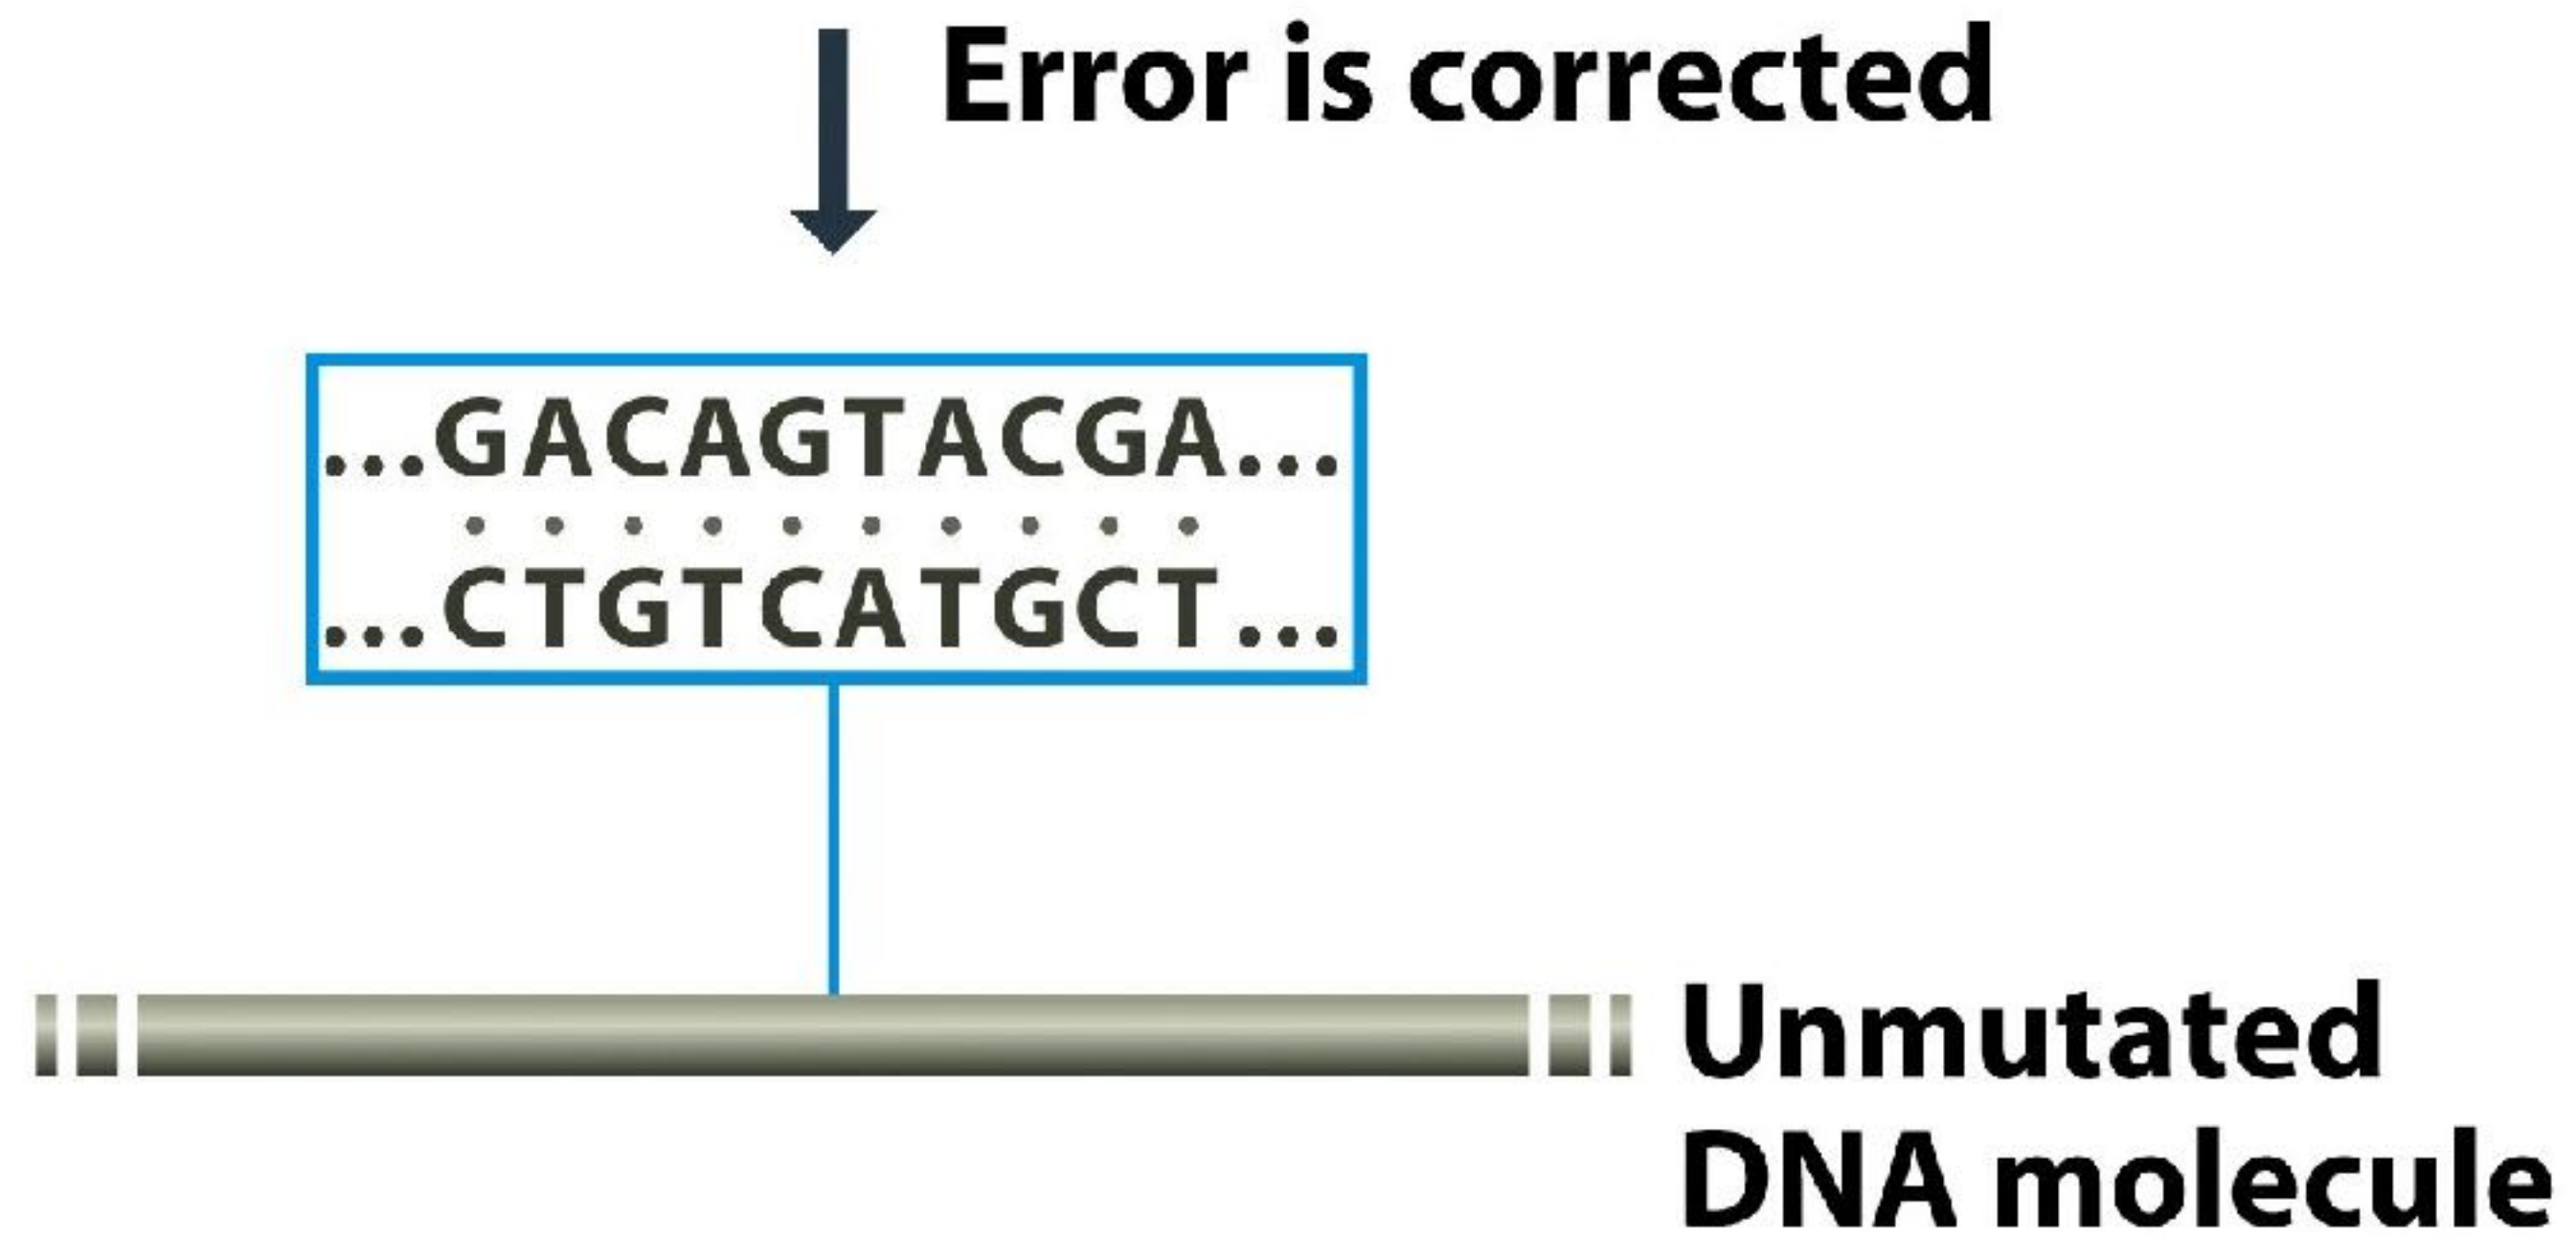 Error is corrected
...GACAGTACGA...
. . . . . . . . . .
...CTGTCATGCT...
Unmutated
DNA molecule